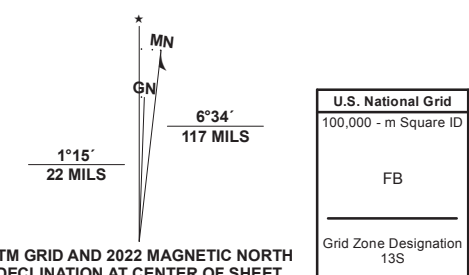 ★
MN
GN
6°34´
117 MILS
1°15´
22 MILS
TM GRID AND 2022 MAGNETIC NORTH
DECLINATION AT CENTER OF SHEET
U.S. National Grid
100,000 - m Square ID
FB
Grid Zone Designation
13S